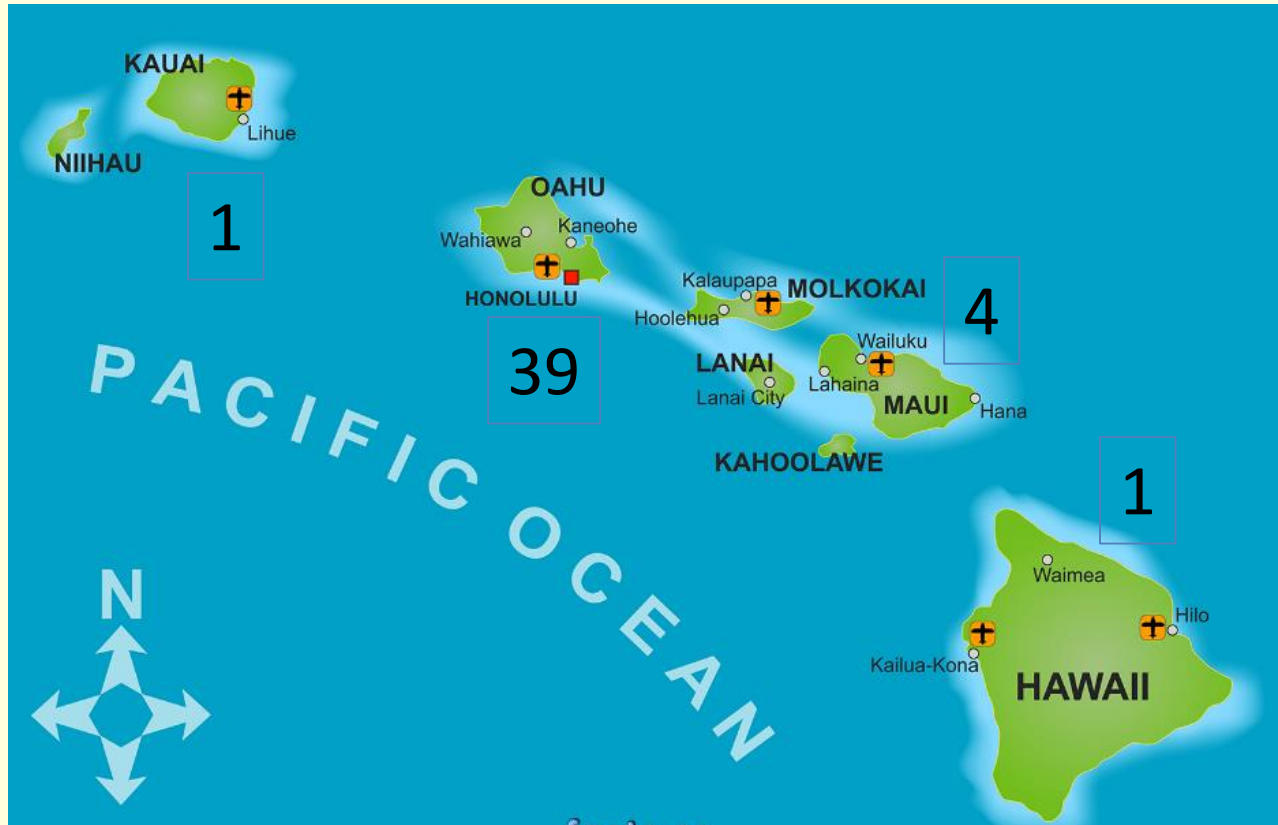 KAUAI
Lihue
NIIHAU
1
OAHU
Kaneohe
Wahiawa
HONOLULU
39
Kalaupapa
MOLKOKAI
Hoolehua
4
Wailuku
LANAI
Lahaina
Lanai City
MAUI
Hana
KAHOOLAWE
1
PACIFIC OCEAN
N
Waimea
Hilo
Kailua-Kona
HAWAII